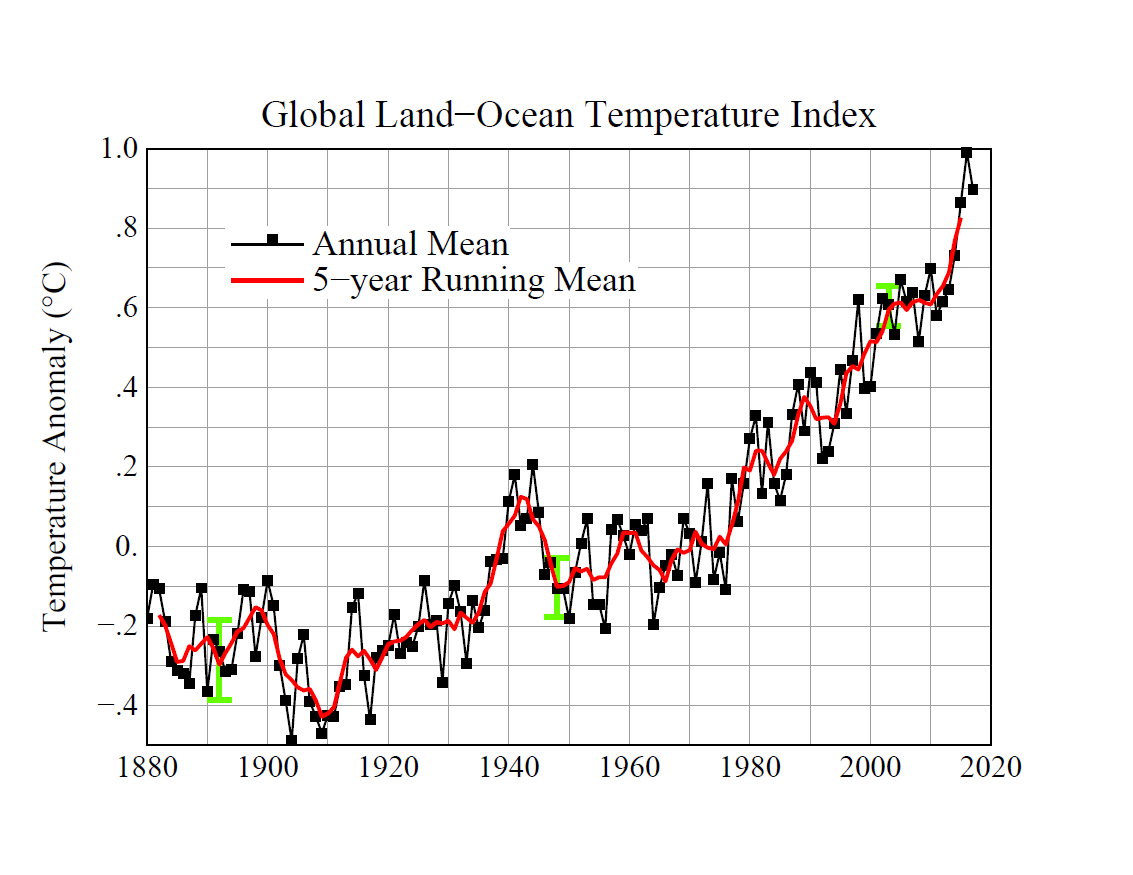 Global Land−Ocean Temperature Index
1.0
.8
.6
.4
.2
0.
−.2
−.4
Temperature Anomaly (°C)
Annual Mean
5−year Running Mean
1880 1900 1920 1940 1960 1980 2000 2020